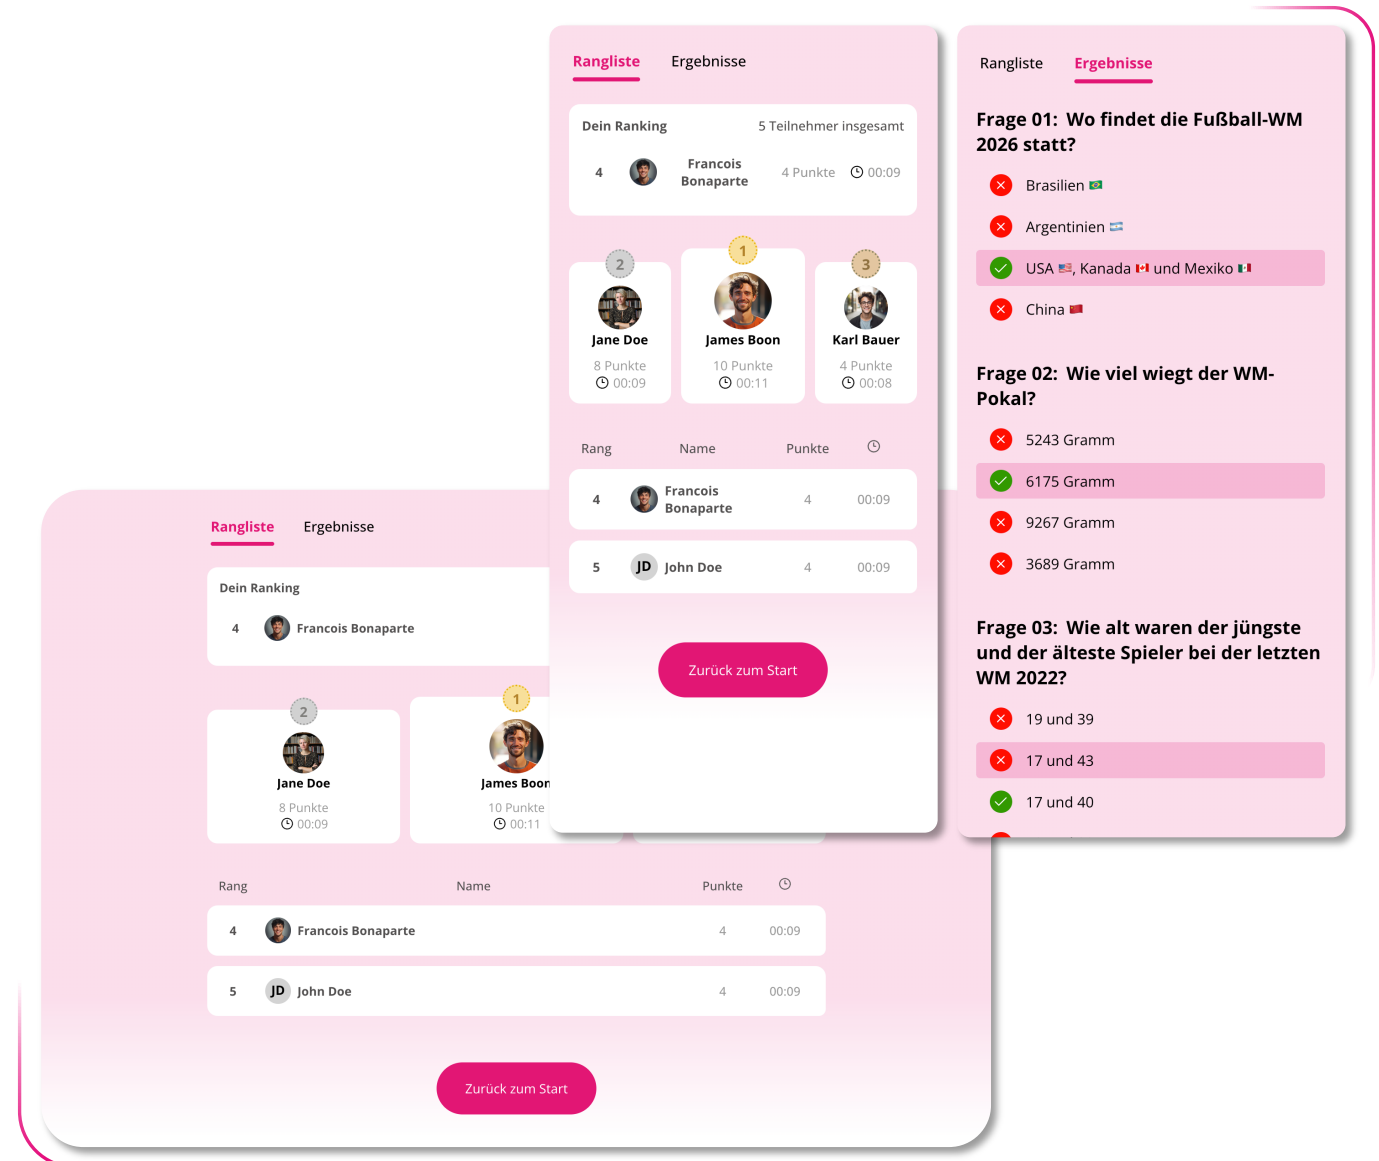 Rangliste Ergebnisse
Dein Ranking 5 Teilnehmer insgesamt
4 Francois Bonaparte 4 Punkte 00:09
2
Jane Doe
8 Punkte
00:09
1
James Boon
10 Punkte
00:11
3
Karl Bauer
4 Punkte
00:08
Rang Name Punkte
4 Francois Bonaparte 4 00:09
5 JD John Doe 4 00:09
Zurück zum Start
Rangliste Ergebnisse
Frage 01: Wo findet die Fußball-WM
2026 statt?
Brasilien 🇧🇷
Argentinien 🇦🇷
USA 🇺🇸, Kanada 🇨🇦 und Mexiko 🇲🇽
China 🇨🇳
Frage 02: Wie viel wiegt der WM-
Pokal?
5243 Gramm
6175 Gramm
9267 Gramm
3689 Gramm
Frage 03: Wie alt waren der jüngste
und der älteste Spieler bei der letzten
WM 2022?
19 und 39
17 und 43
17 und 40
Rangliste Ergebnisse
Dein Ranking
4 Francois Bonaparte
2
Jane Doe
8 Punkte
00:09
1
James Boon
10 Punkte
00:11
Rang Name Punkte
4 Francois Bonaparte 4 00:09
5 JD John Doe 4 00:09
Zurück zum Start